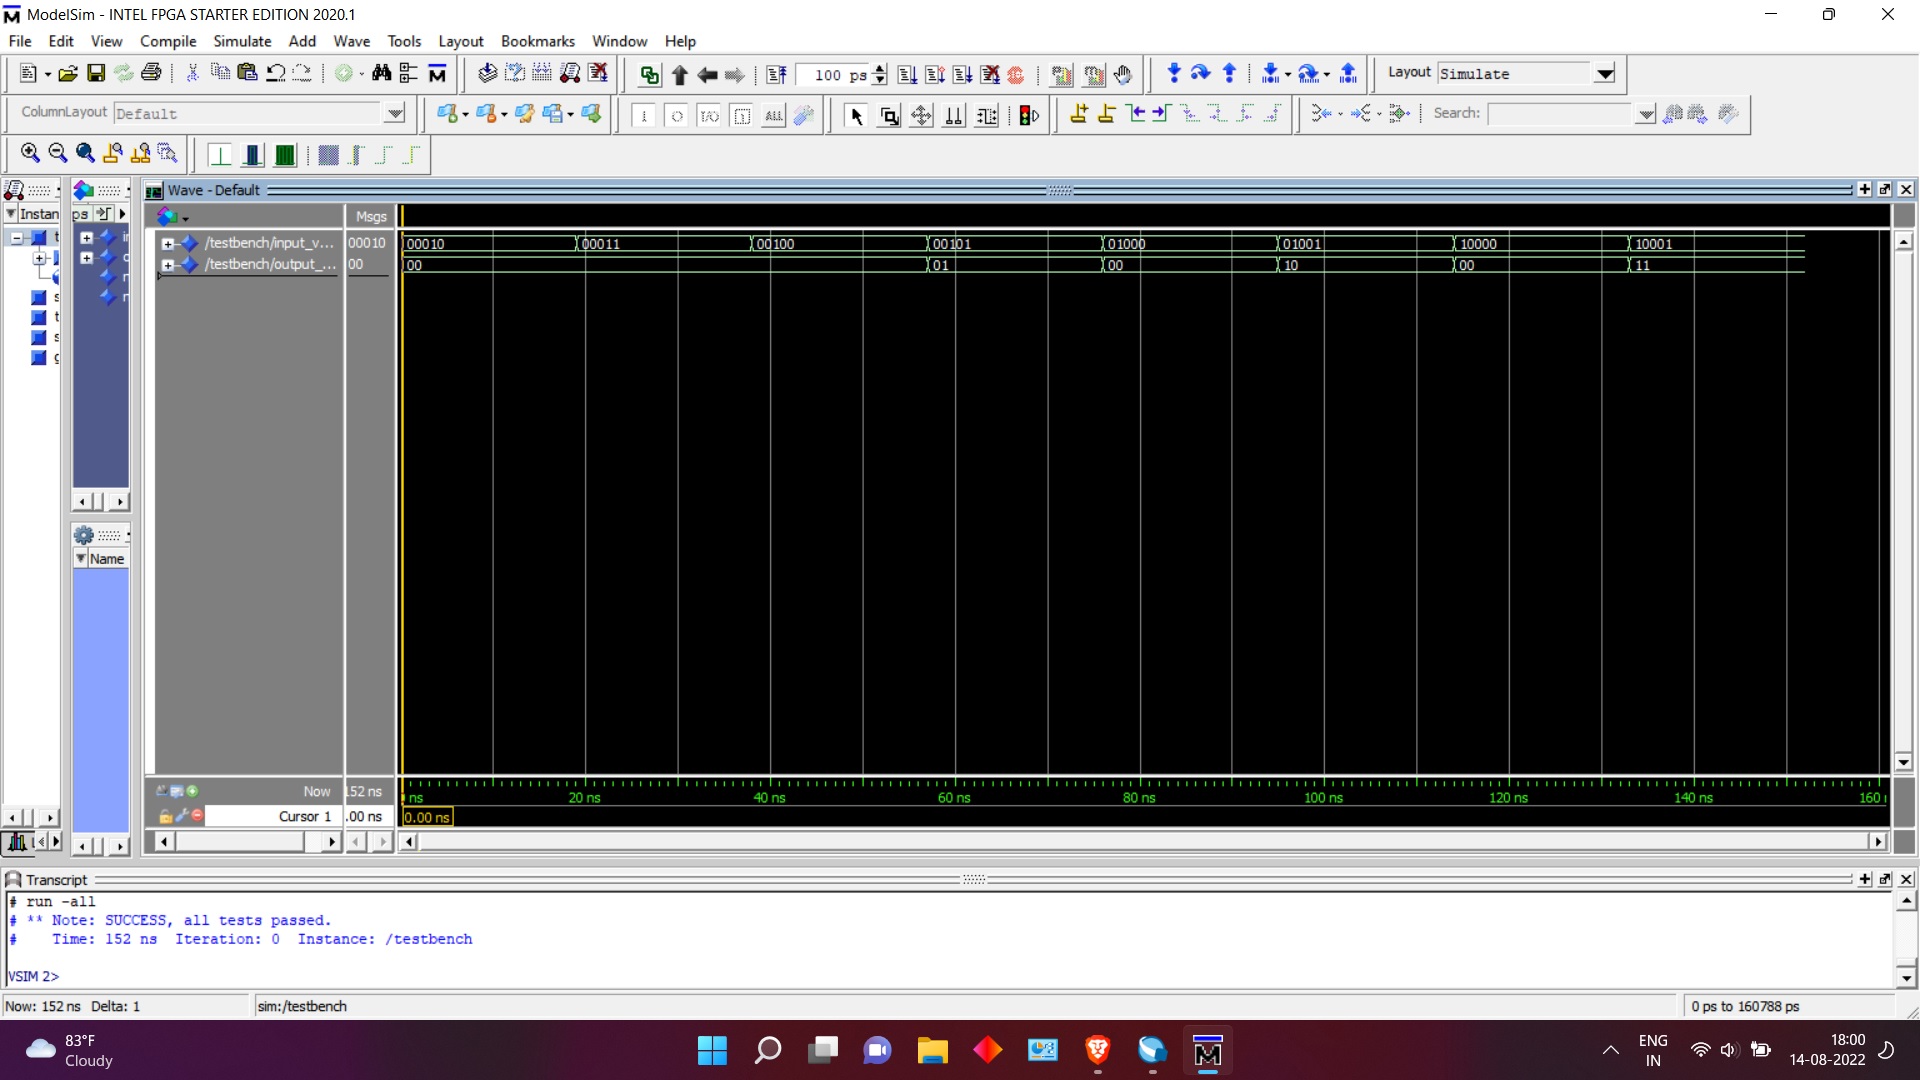 ModelSim - INTEL FPGA STARTER EDITION 2020.1
File Edit View Compile Simulate Add Wave Tools Layout Bookmarks Window Help
100 ps
Layout Simulate
ColumnLayout Default
Search:
Instan
ps
Wave - Default
Msgs
/testbench/input_v... 00010 00010 00011 00100 00101 01000 01001 10000 10001
/testbench/output_... 00 00 01 00 10 00 11
Name
Now 152 ns
ns 20 ns 40 ns 60 ns 80 ns 100 ns 120 ns 140 ns 160
Cursor 1 .00 ns 0.00 ns
Transcript
# run -all
# ** Note: SUCCESS, all tests passed.
# Time: 152 ns Iteration: 0 Instance: /testbench
VSIM 2>
Now: 152 ns Delta: 1 sim:/testbench 0 ps to 160788 ps
83°F
Cloudy
ENG
IN
18:00
14-08-2022